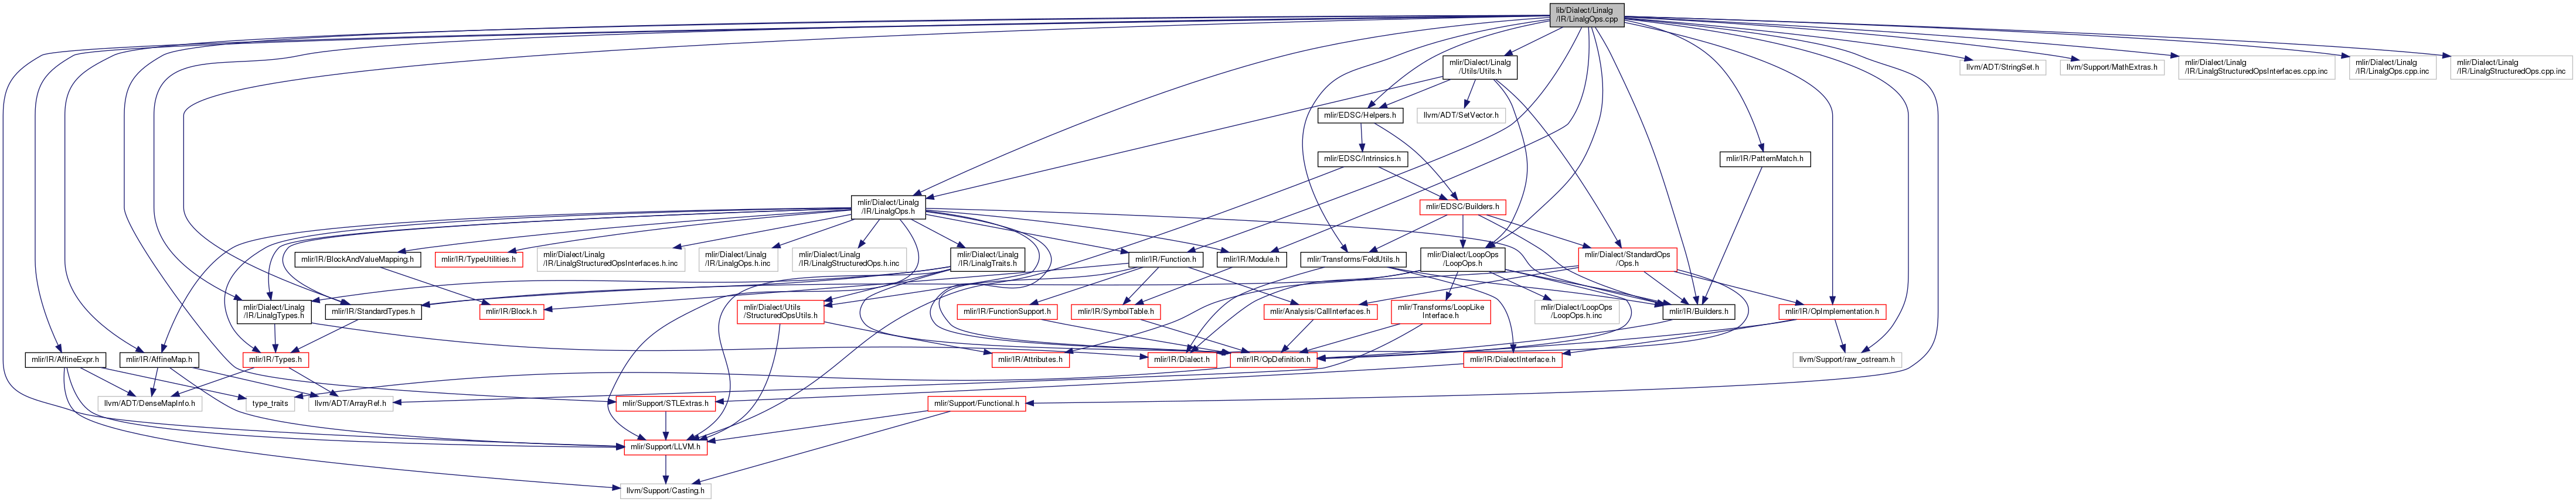 lib/Dialect/Linalg
/IR/LinalgOps.cpp
mlir/Dialect/Linalg
/Utils/Utils.h
llvm/ADT/StringSet.h
llvm/Support/MathExtras.h
mlir/Dialect/Linalg
/IR/LinalgStructuredOpsInterfaces.cpp.inc
mlir/Dialect/Linalg
/IR/LinalgOps.cpp.inc
mlir/Dialect/Linalg
/IR/LinalgStructuredOps.cpp.inc
mlir/EDSC/Helpers.h
llvm/ADT/SetVector.h
mlir/EDSC/Intrinsics.h
mlir/IR/PatternMatch.h
mlir/Dialect/Linalg
/IR/LinalgOps.h
mlir/EDSC/Builders.h
mlir/IR/BlockAndValueMapping.h
mlir/IR/TypeUtilities.h
mlir/Dialect/Linalg
/IR/LinalgStructuredOpsInterfaces.h.inc
mlir/Dialect/Linalg
/IR/LinalgOps.h.inc
mlir/Dialect/Linalg
/IR/LinalgStructuredOps.h.inc
mlir/Dialect/Linalg
/IR/LinalgTraits.h
mlir/IR/Function.h
mlir/IR/Module.h
mlir/Transforms/FoldUtils.h
mlir/Dialect/LoopOps
/LoopOps.h
mlir/Dialect/StandardOps
/Ops.h
mlir/Dialect/Linalg
/IR/LinalgTypes.h
mlir/IR/StandardTypes.h
mlir/IR/Block.h
mlir/Dialect/Utils
/StructuredOpsUtils.h
mlir/IR/FunctionSupport.h
mlir/IR/SymbolTable.h
mlir/Analysis/CallInterfaces.h
mlir/Transforms/LoopLike
Interface.h
mlir/Dialect/LoopOps
/LoopOps.h.inc
mlir/IR/Builders.h
mlir/IR/OpImplementation.h
mlir/IR/AffineExpr.h
mlir/IR/AffineMap.h
mlir/IR/Types.h
mlir/IR/Attributes.h
mlir/IR/Dialect.h
mlir/IR/OpDefinition.h
mlir/IR/DialectInterface.h
llvm/Support/raw_ostream.h
llvm/ADT/DenseMapInfo.h
type_traits
llvm/ADT/ArrayRef.h
mlir/Support/STLExtras.h
mlir/Support/Functional.h
mlir/Support/LLVM.h
llvm/Support/Casting.h